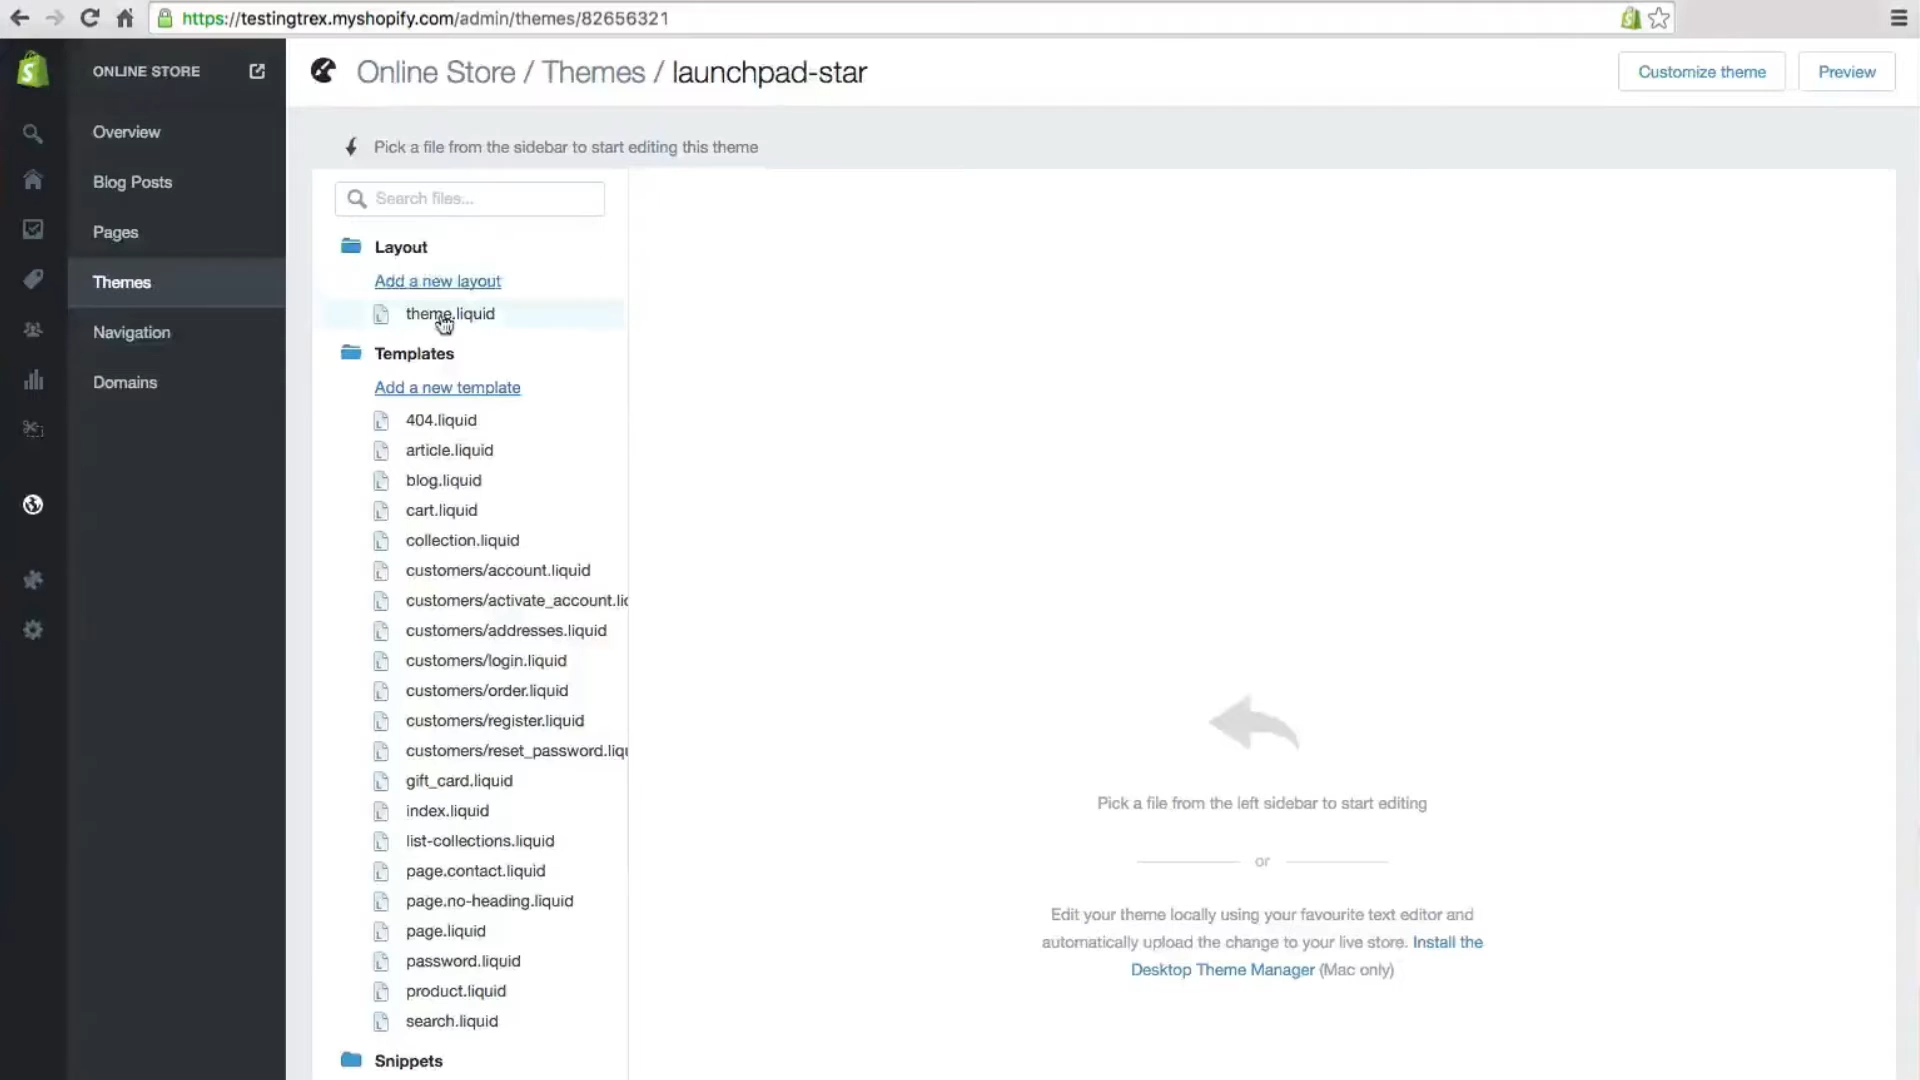 https://testingtrex.myshopify.com/admin/themes/82656321
ONLINE STORE
Overview
Blog Posts
Pages
Themes
Navigation
Domains
Online Store / Themes / launchpad-star
Customize theme
Preview
Pick a file from the sidebar to start editing this theme
Search files...
Layout
Add a new layout
theme.liquid
Templates
Add a new template
404.liquid
article.liquid
blog.liquid
cart.liquid
collection.liquid
customers/account.liquid
customers/activate_account.lic
customers/addresses.liquid
customers/login.liquid
customers/order.liquid
customers/register.liquid
customers/reset_password.liqu
gift_card.liquid
index.liquid
list-collections.liquid
page.contact.liquid
page.no-heading.liquid
page.liquid
password.liquid
product.liquid
search.liquid
Snippets
Pick a file from the left sidebar to start editing
or
Edit your theme locally using your favourite text editor and
automatically upload the change to your live store. Install the
Desktop Theme Manager (Mac only)